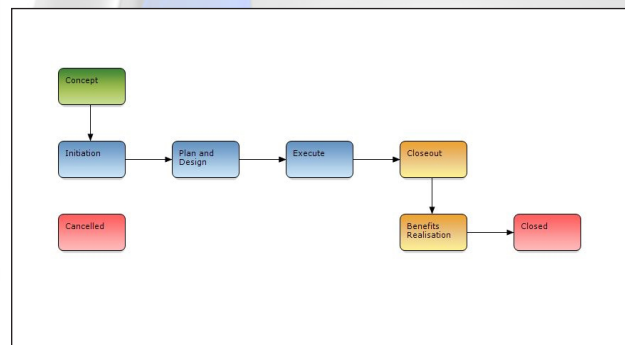 Concept
Initiation
Plan and
Design
Execute
Closeout
Cancelled
Benefits
Realisation
Closed